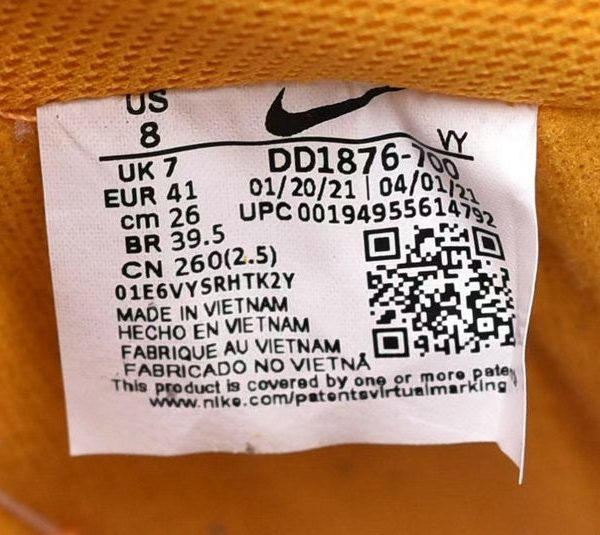 US
8
VY
UK 7
EUR 41
cm 26
BR 39.5
CN 260(2.5)
DD1876-700
01/20/21 | 04/01/21
UPC 00194955614792
01E6VYSRHTK2Y
MADE IN VIETNAM
HECHO EN VIETNAM
FABRIQUE AU VIETNAM
FABRICADO NO VIETNÃ
This product is covered by one or more
www.nike.com/patentsvirtualmarking